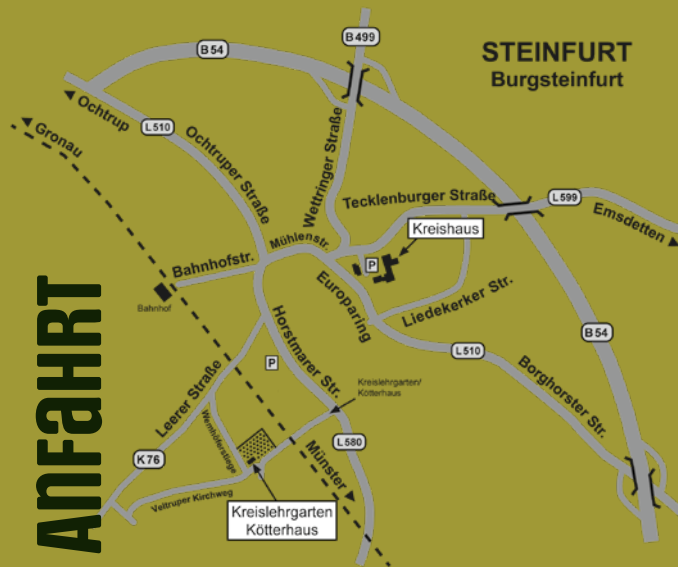 STEINFURT
Burgsteinfurt
B 499
B 54
Ochtrup
L 510
Gronau
Ochtruper Straße
Wettringer Straße
Tecklenburger Straße
L 599
Emsdetten
Kreishaus
Mühlenstr.
Bahnhofstr.
P
Europaring
Liedekerker Str.
Bahnhof
Horstmarer Str.
B 54
L 510
Borghorster Str.
P
Leerer Straße
Kreislehrgarten/
Kötterhaus
Wemhöferstiege
L 580
K 76
Münster
Veltruper Kirchweg
Kreislehrgarten
Kötterhaus
ANFAHRT